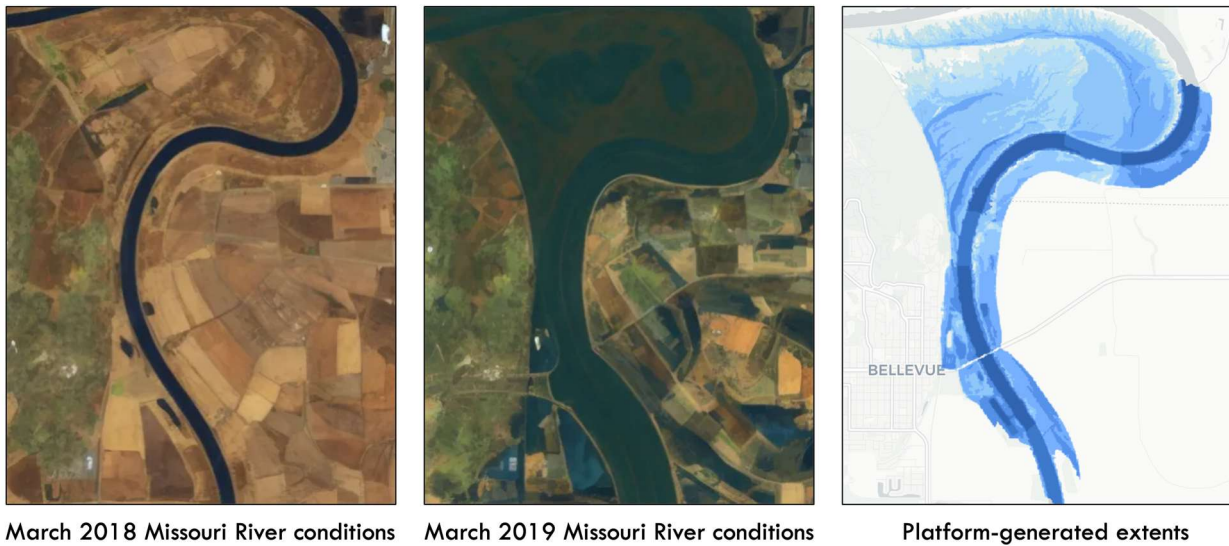 BELLEVUE
March 2018 Missouri River conditions
March 2019 Missouri River conditions
Platform-generated extents